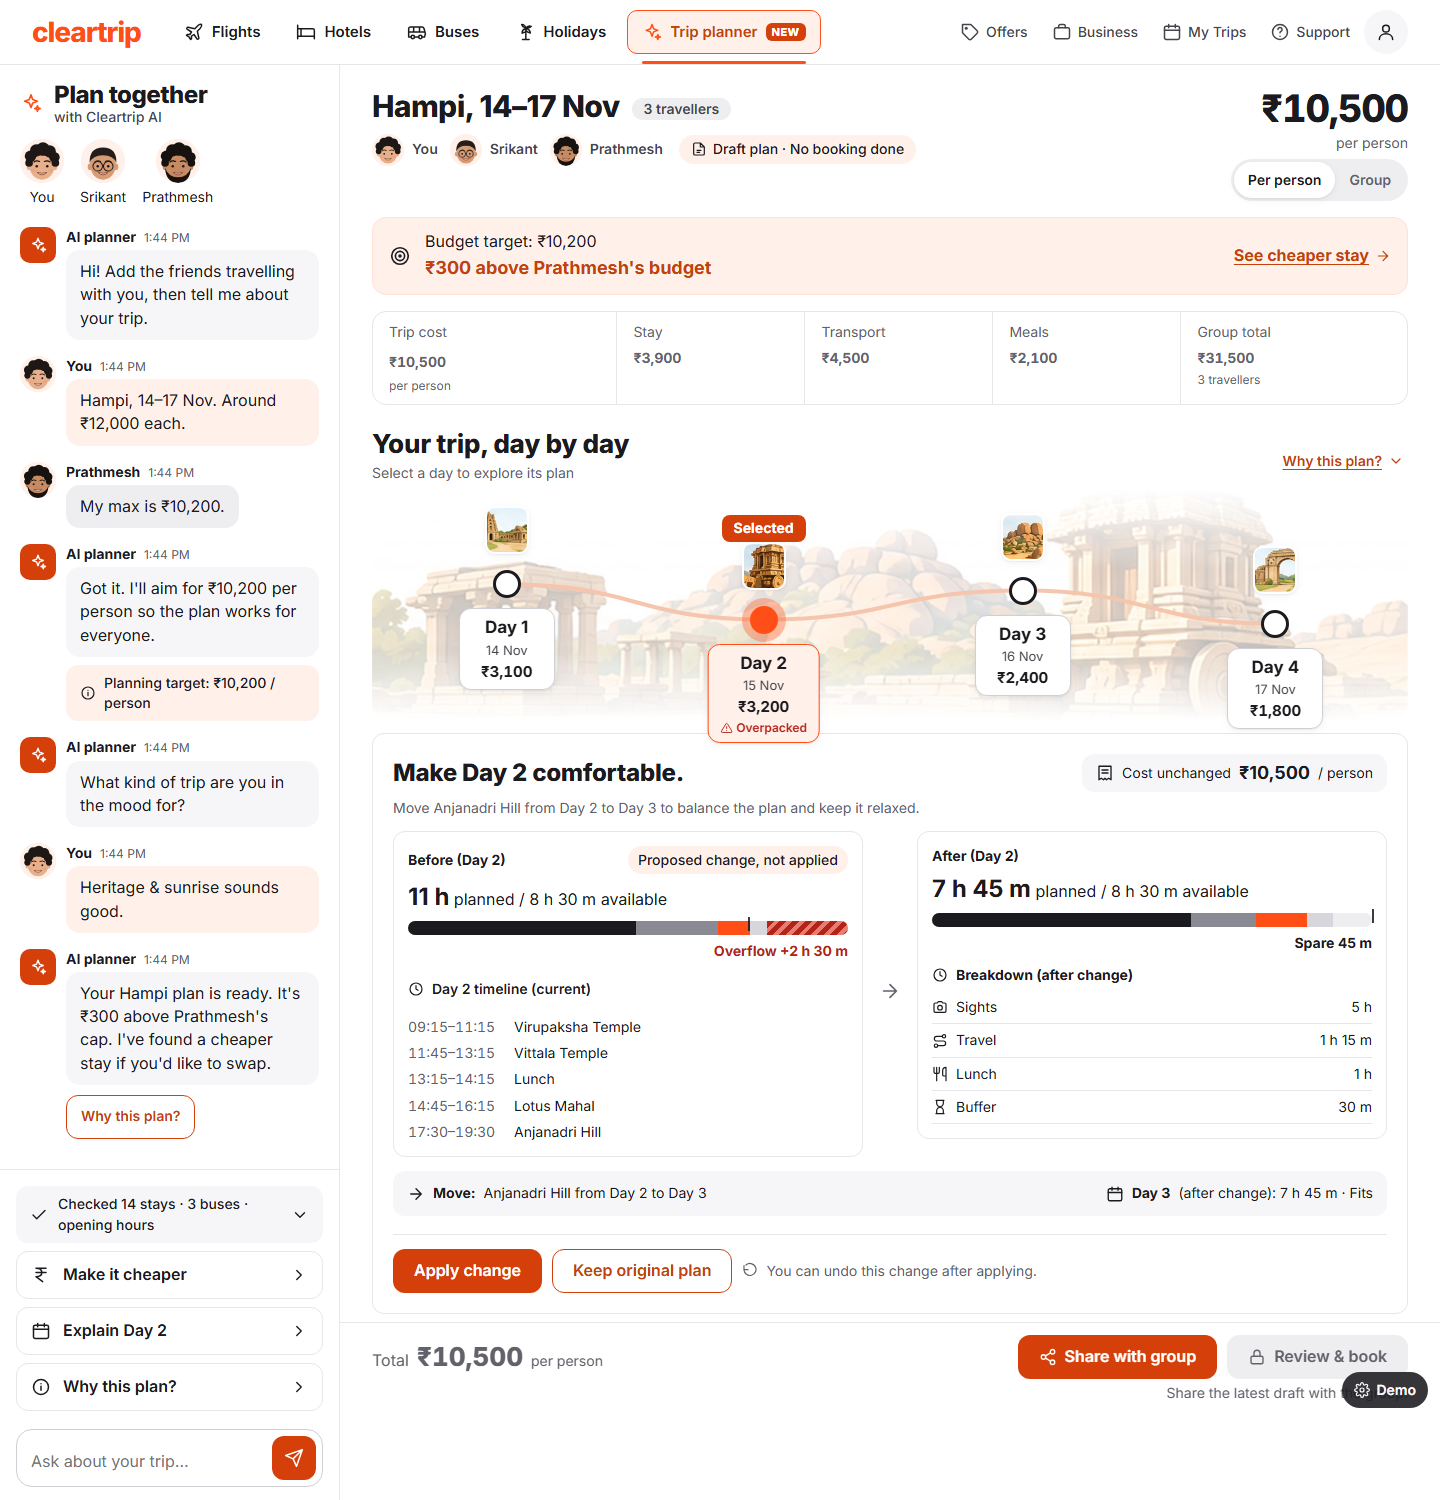 cleartrip
Flights
Hotels
Buses
Holidays
Trip planner NEW
Offers
Business
My Trips
Support
Plan together
with Cleartrip AI
You
Srikant
Prathmesh
AI planner 1:44 PM
Hi! Add the friends travelling
with you, then tell me about
your trip.
You 1:44 PM
Hampi, 14–17 Nov. Around
₹12,000 each.
Prathmesh 1:44 PM
My max is ₹10,200.
AI planner 1:44 PM
Got it. I'll aim for ₹10,200 per
person so the plan works for
everyone.
Planning target: ₹10,200 /
person
AI planner 1:44 PM
What kind of trip are you in
the mood for?
You 1:44 PM
Heritage & sunrise sounds
good.
AI planner 1:44 PM
Your Hampi plan is ready. It's
₹300 above Prathmesh's
cap. I've found a cheaper
stay if you'd like to swap.
Why this plan?
Checked 14 stays · 3 buses ·
opening hours
Make it cheaper
Explain Day 2
Why this plan?
Ask about your trip...
Hampi, 14–17 Nov
3 travellers
You
Srikant
Prathmesh
Draft plan · No booking done
₹10,500
per person
Per person
Group
Budget target: ₹10,200
₹300 above Prathmesh's budget
See cheaper stay
Trip cost
₹10,500
per person
Stay
₹3,900
Transport
₹4,500
Meals
₹2,100
Group total
₹31,500
3 travellers
Your trip, day by day
Select a day to explore its plan
Why this plan?
Day 1
14 Nov
₹3,100
Selected
Day 2
15 Nov
₹3,200
Overpacked
Day 3
16 Nov
₹2,400
Day 4
17 Nov
₹1,800
Make Day 2 comfortable.
Cost unchanged ₹10,500 / person
Move Anjanadri Hill from Day 2 to Day 3 to balance the plan and keep it relaxed.
Before (Day 2)
Proposed change, not applied
11 h planned / 8 h 30 m available
Overflow +2 h 30 m
Day 2 timeline (current)
09:15–11:15 Virupaksha Temple
11:45–13:15 Vittala Temple
13:15–14:15 Lunch
14:45–16:15 Lotus Mahal
17:30–19:30 Anjanadri Hill
After (Day 2)
7 h 45 m planned / 8 h 30 m available
Spare 45 m
Breakdown (after change)
Sights 5 h
Travel 1 h 15 m
Lunch 1 h
Buffer 30 m
Move: Anjanadri Hill from Day 2 to Day 3
Day 3 (after change): 7 h 45 m · Fits
Apply change
Keep original plan
You can undo this change after applying.
Total ₹10,500 per person
Share with group
Review & book
Share the latest draft with
Demo